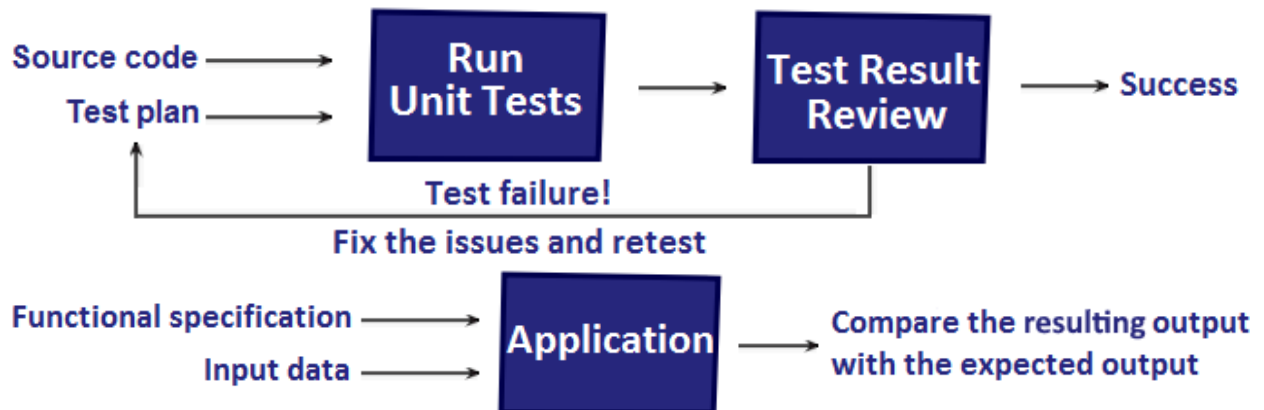 Source code
Test plan
Run
Unit Tests
Test Result
Review
Success
Test failure!
Fix the issues and retest
Functional specification
Input data
Application
Compare the resulting output
with the expected output